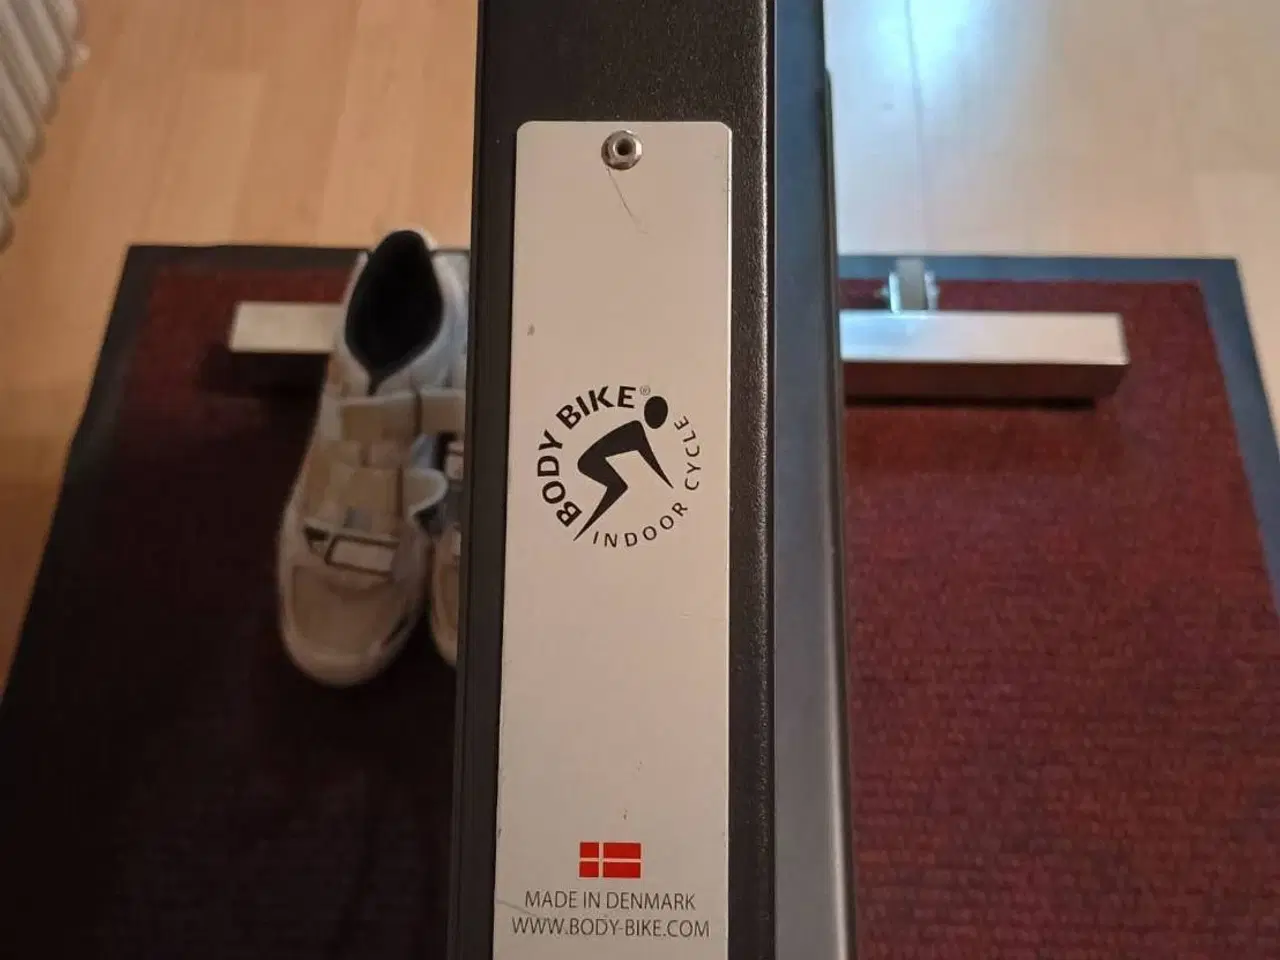 BODY BIKE®
INDOOR CYCLE
MADE IN DENMARK
WWW.BODY-BIKE.COM